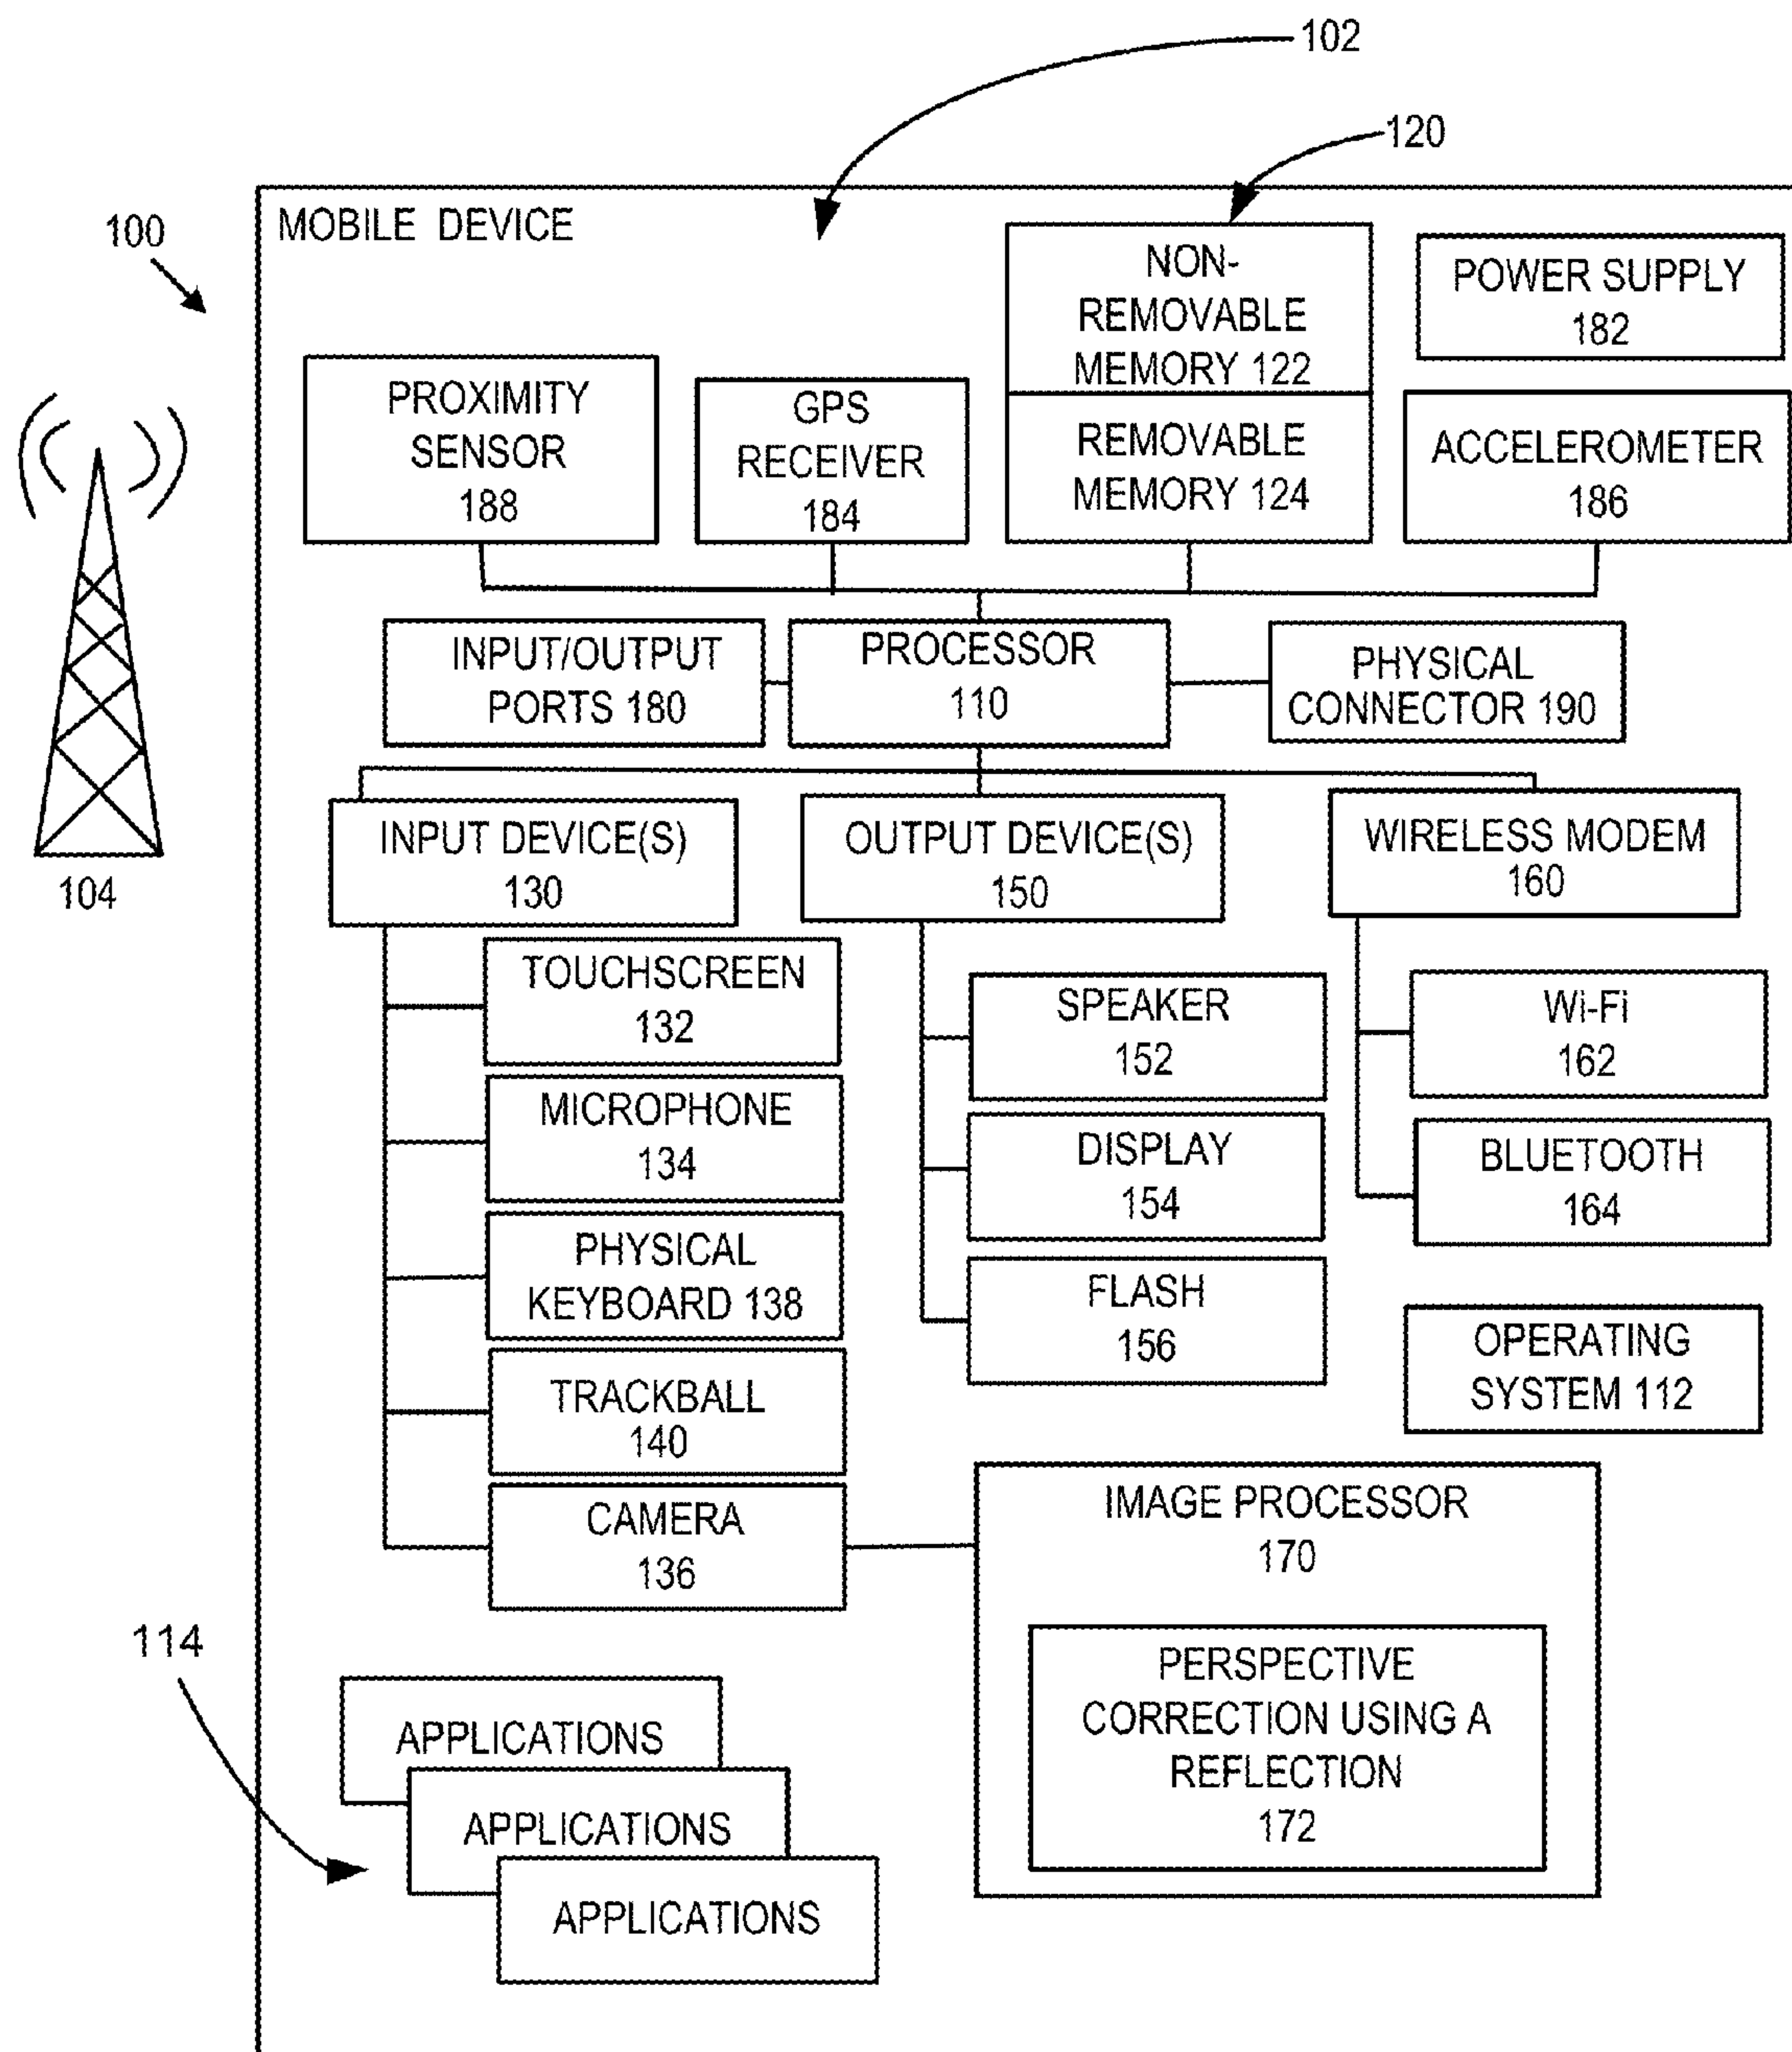 102
120
100
MOBILE DEVICE
NON-
REMOVABLE
MEMORY 122
POWER SUPPLY
182
PROXIMITY
SENSOR
188
GPS
RECEIVER
184
REMOVABLE
MEMORY 124
ACCELEROMETER
186
INPUT/OUTPUT
PORTS 180
PROCESSOR
110
PHYSICAL
CONNECTOR 190
104
INPUT DEVICE(S)
130
OUTPUT DEVICE(S)
150
WIRELESS MODEM
160
TOUCHSCREEN
132
MICROPHONE
134
PHYSICAL
KEYBOARD 138
TRACKBALL
140
CAMERA
136
SPEAKER
152
DISPLAY
154
FLASH
156
Wi-Fi
162
BLUETOOTH
164
OPERATING
SYSTEM 112
IMAGE PROCESSOR
170
PERSPECTIVE
CORRECTION USING A
REFLECTION
172
114
APPLICATIONS
APPLICATIONS
APPLICATIONS